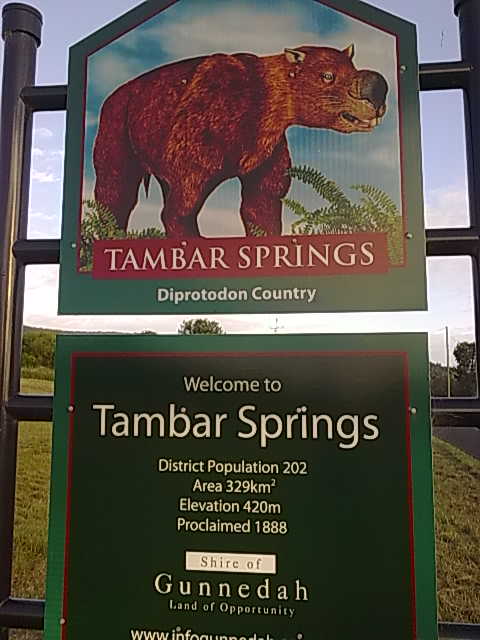 TAMBAR SPRINGS
Diprotodon Country
Welcome to
Tambar Springs
District Population 202
Area 329km²
Elevation 420m
Proclaimed 1888
Shire of
Gunnedah
Land of Opportunity